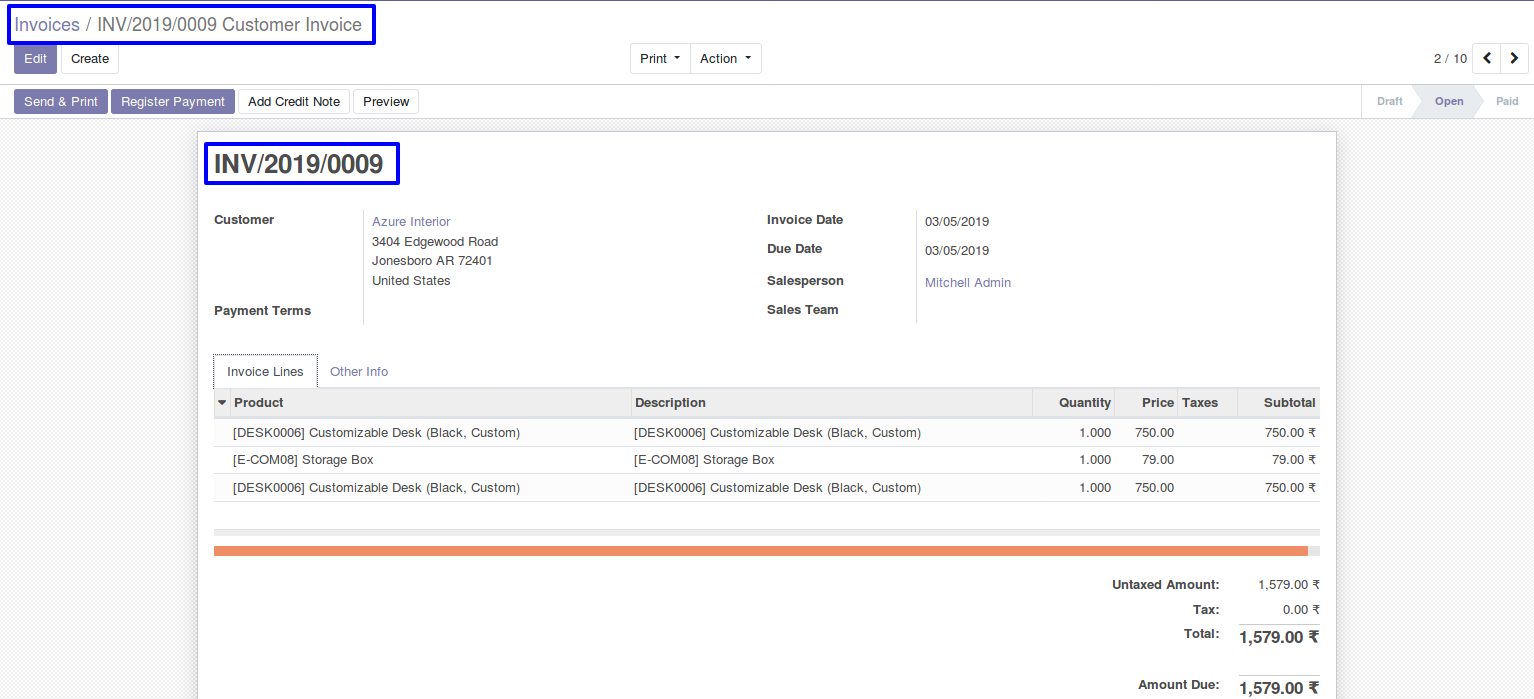 Invoices / INV/2019/0009 Customer Invoice
Edit Create Print Action 2 / 10
Send & Print Register Payment Add Credit Note Preview Draft Open Paid
INV/2019/0009
Customer Azure Interior Invoice Date 03/05/2019
3404 Edgewood Road
Jonesboro AR 72401 Due Date 03/05/2019
United States Salesperson Mitchell Admin
Payment Terms Sales Team
Invoice Lines Other Info
Product Description Quantity Price Taxes Subtotal
[DESK0006] Customizable Desk (Black, Custom) [DESK0006] Customizable Desk (Black, Custom) 1.000 750.00 750.00 ₹
[E-COM08] Storage Box [E-COM08] Storage Box 1.000 79.00 79.00 ₹
[DESK0006] Customizable Desk (Black, Custom) [DESK0006] Customizable Desk (Black, Custom) 1.000 750.00 750.00 ₹
Untaxed Amount: 1,579.00 ₹
Tax: 0.00 ₹
Total: 1,579.00 ₹
Amount Due: 1,579.00 ₹